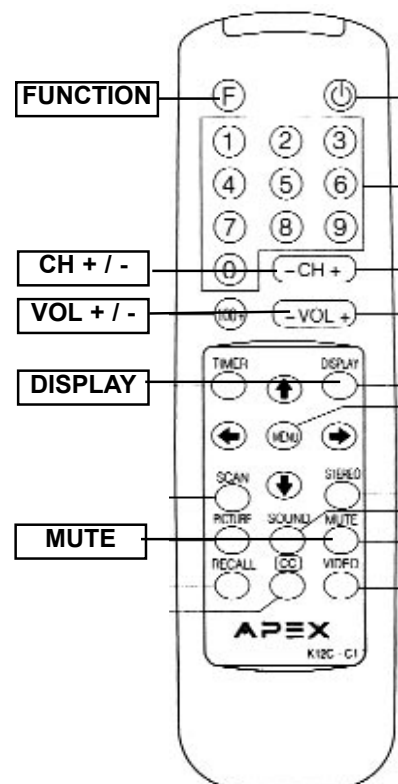 FUNCTION
F
1 2 3
4 5 6
7 8 9
CH + / -
0 - CH +
VOL + / -
100+ - VOL +
TIMER DISPLAY
DISPLAY
MENU
SCAN STEREO
PICTURE SOUND MUTE
MUTE
RECALL CC VIDEO
APEX
K12C - C1